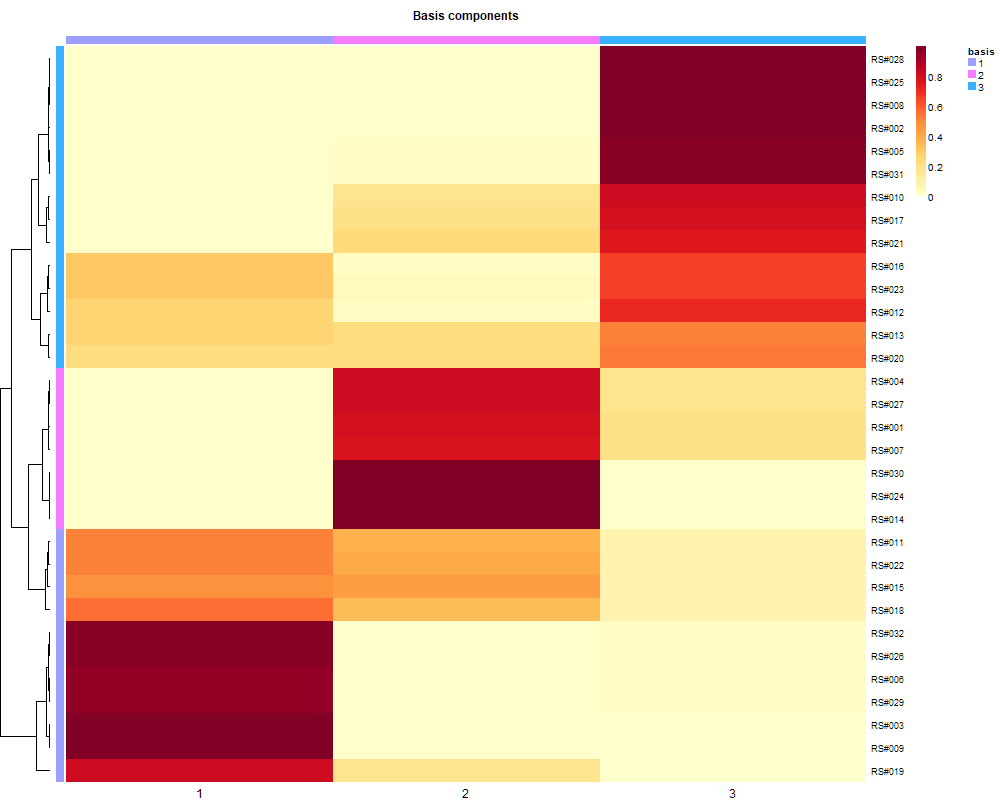 Basis components
RS#028
RS#025
RS#008
RS#002
RS#005
RS#031
RS#010
RS#017
RS#021
RS#016
RS#023
RS#012
RS#013
RS#020
RS#004
RS#027
RS#001
RS#007
RS#030
RS#024
RS#014
RS#011
RS#022
RS#015
RS#018
RS#032
RS#026
RS#006
RS#029
RS#003
RS#009
RS#019
0.8
0.6
0.4
0.2
0
basis
1
2
3
1 2 3